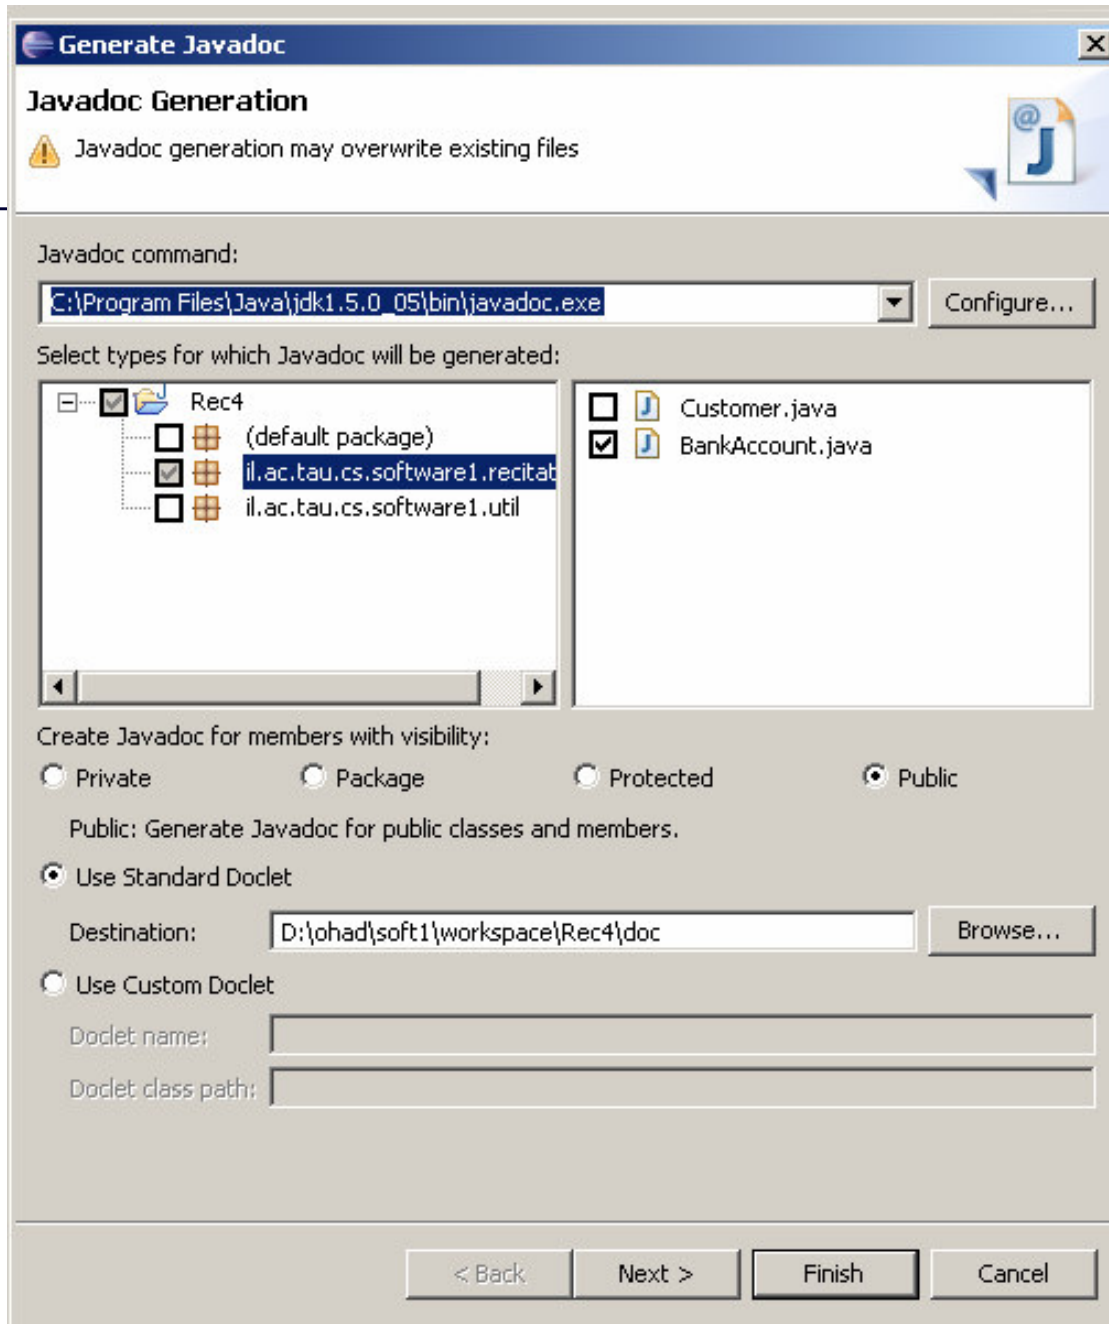 Generate Javadoc
Javadoc Generation
Javadoc generation may overwrite existing files
@
J
Javadoc command:
C:\Program Files\Java\jdk1.5.0_05\bin\javadoc.exe
Configure...
Select types for which Javadoc will be generated:
Rec4
(default package)
il.ac.tau.cs.software1.recitat
il.ac.tau.cs.software1.util
J Customer.java
J BankAccount.java
Create Javadoc for members with visibility:
Private Package Protected Public
Public: Generate Javadoc for public classes and members.
Use Standard Doclet
Destination: D:\ohad\soft1\workspace\Rec4\doc Browse...
Use Custom Doclet
Doclet name:
Doclet class path:
< Back Next > Finish Cancel